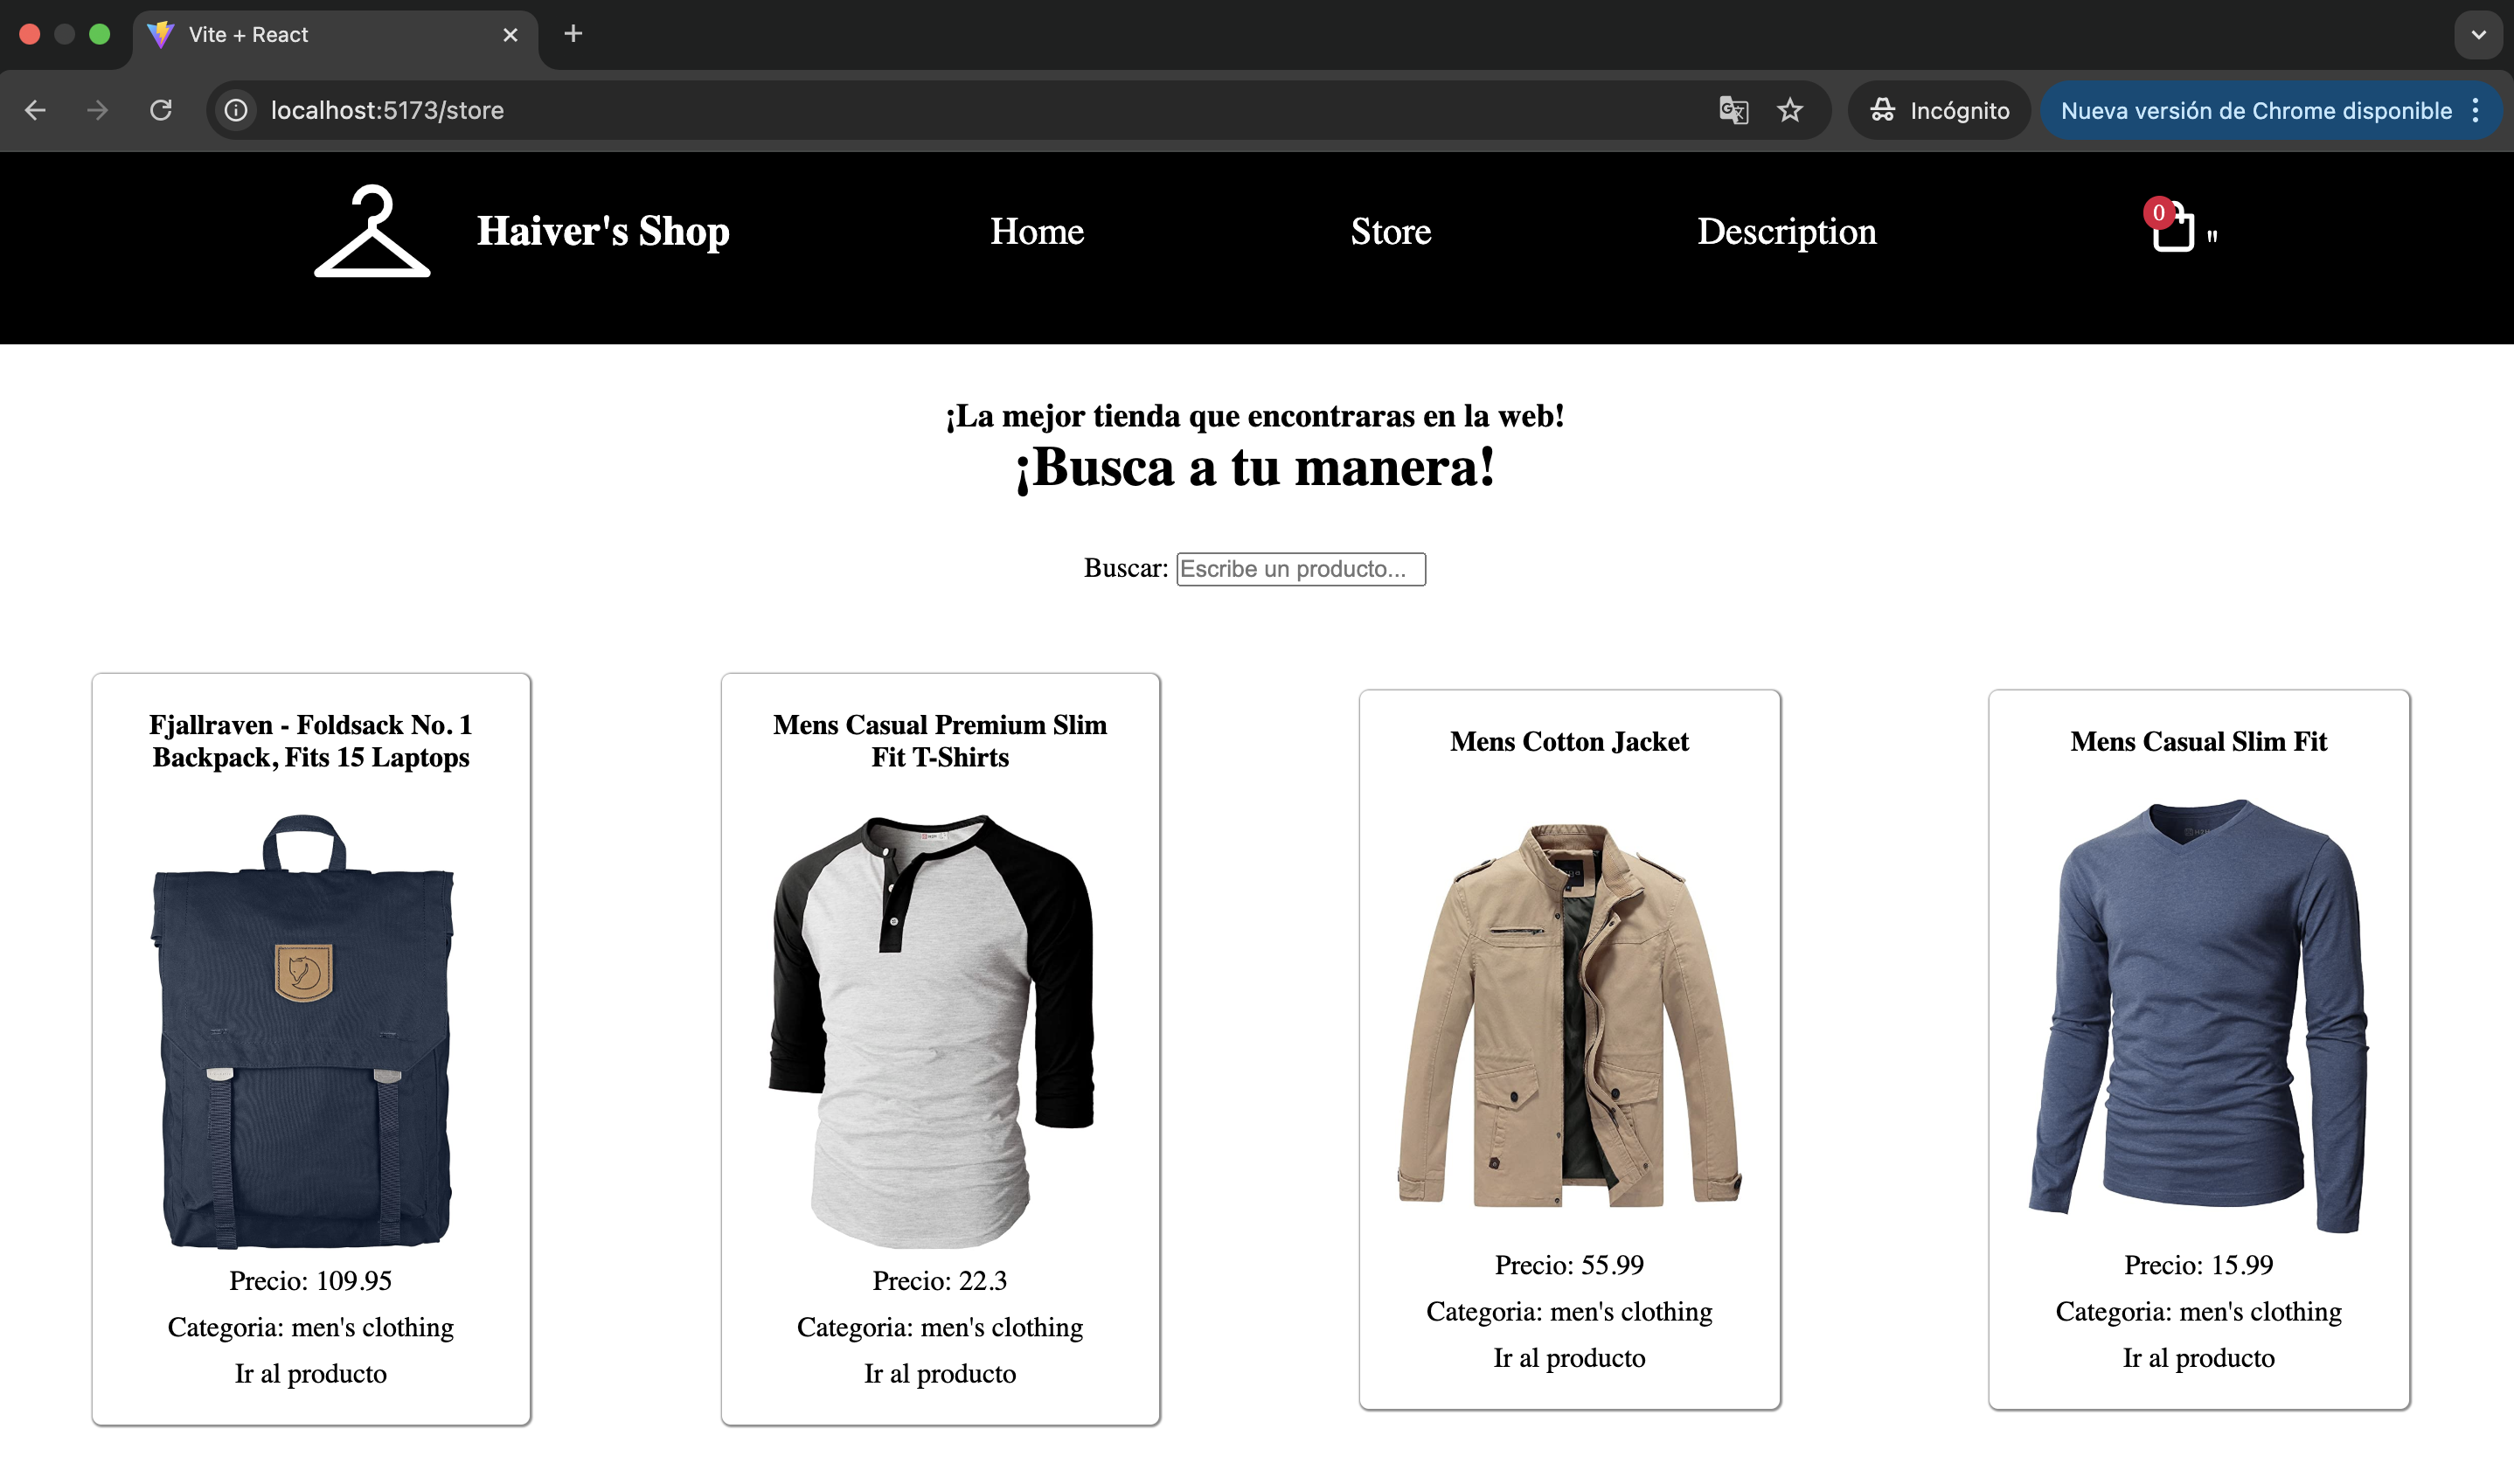 Vite + React
localhost:5173/store
Incógnito
Nueva versión de Chrome disponible
Haiver's Shop
Home
Store
Description
0
"
¡La mejor tienda que encontraras en la web!
¡Busca a tu manera!
Buscar: Escribe un producto...
Fjallraven - Foldsack No. 1
Backpack, Fits 15 Laptops
Precio: 109.95
Categoria: men's clothing
Ir al producto
Mens Casual Premium Slim
Fit T-Shirts
Precio: 22.3
Categoria: men's clothing
Ir al producto
Mens Cotton Jacket
Precio: 55.99
Categoria: men's clothing
Ir al producto
Mens Casual Slim Fit
Precio: 15.99
Categoria: men's clothing
Ir al producto